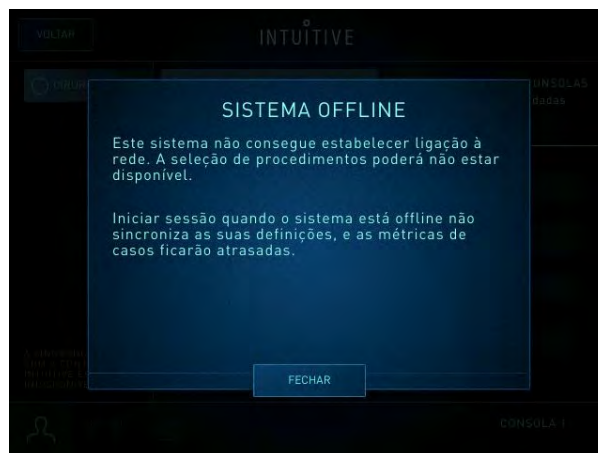 VOLTAR
INTUITIVE
SISTEMA OFFLINE
Este sistema não consegue estabelecer ligação à
rede. A seleção de procedimentos poderá não estar
disponível.
Iniciar sessão quando o sistema está offline não
sincroniza as suas definições, e as métricas de
casos ficarão atrasadas.
FECHAR
CONSOLA